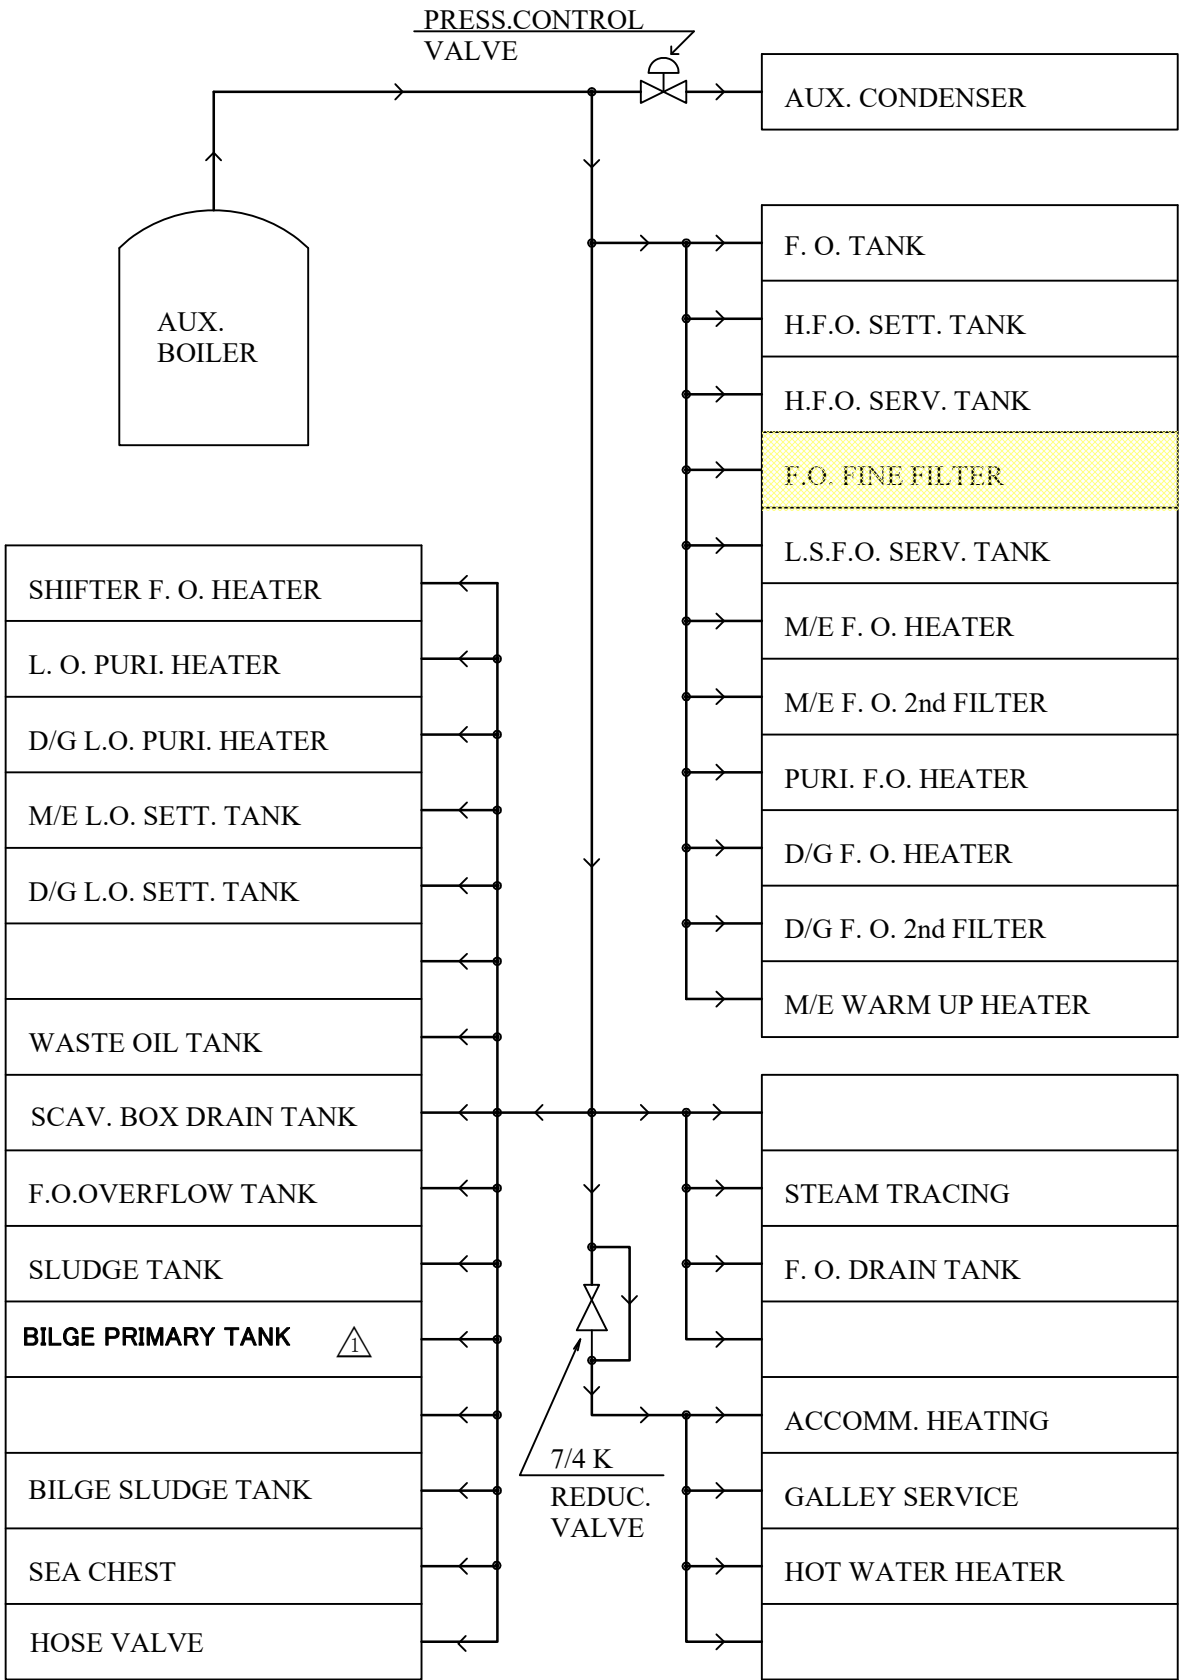 PRESS.CONTROL
VALVE
AUX. CONDENSER
AUX.
BOILER
F. O. TANK
H.F.O. SETT. TANK
H.F.O. SERV. TANK
F.O. FINE FILTER
L.S.F.O. SERV. TANK
M/E F. O. HEATER
M/E F. O. 2nd FILTER
PURI. F.O. HEATER
D/G F. O. HEATER
D/G F. O. 2nd FILTER
M/E WARM UP HEATER
SHIFTER F. O. HEATER
L. O. PURI. HEATER
D/G L.O. PURI. HEATER
M/E L.O. SETT. TANK
D/G L.O. SETT. TANK
WASTE OIL TANK
SCAV. BOX DRAIN TANK
F.O.OVERFLOW TANK
SLUDGE TANK
BILGE PRIMARY TANK 1
BILGE SLUDGE TANK
SEA CHEST
HOSE VALVE
STEAM TRACING
F. O. DRAIN TANK
7/4 K
REDUC.
VALVE
ACCOMM. HEATING
GALLEY SERVICE
HOT WATER HEATER